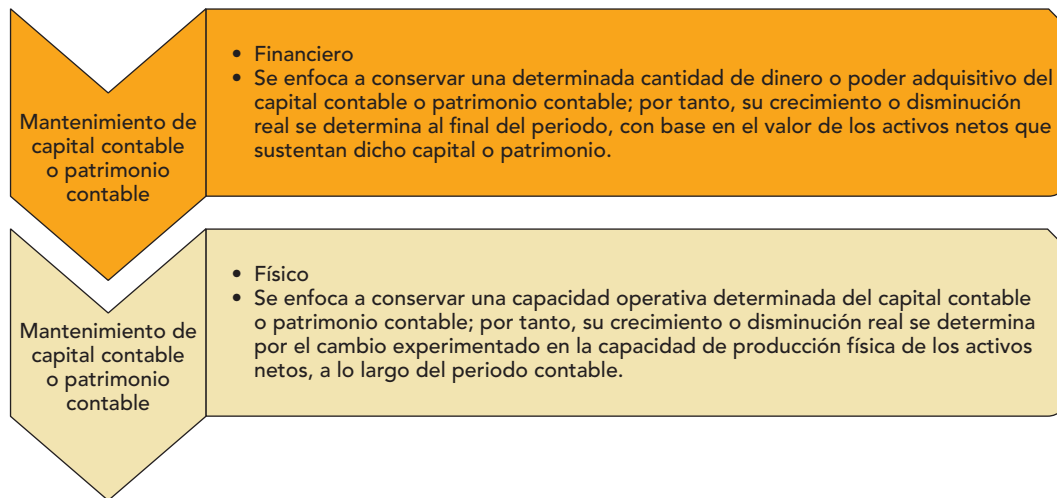 Mantenimiento de
capital contable
o patrimonio
contable
• Financiero
• Se enfoca a conservar una determinada cantidad de dinero o poder adquisitivo del
capital contable o patrimonio contable; por tanto, su crecimiento o disminución
real se determina al final del periodo, con base en el valor de los activos netos que
sustentan dicho capital o patrimonio.
Mantenimiento de
capital contable
o patrimonio
contable
• Físico
• Se enfoca a conservar una capacidad operativa determinada del capital contable
o patrimonio contable; por tanto, su crecimiento o disminución real se determina
por el cambio experimentado en la capacidad de producción física de los activos
netos, a lo largo del periodo contable.